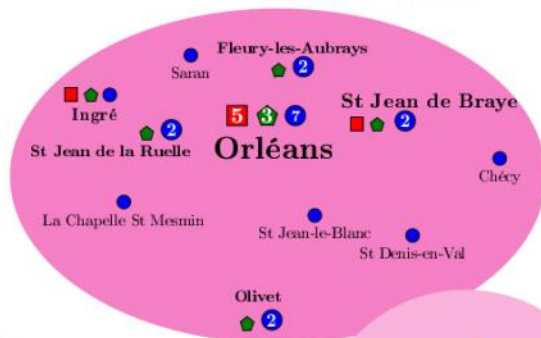 Fleury-les-Aubrays
2
Saran
Ingré
5 3 7
St Jean de Braye
2
2
St Jean de la Ruelle
Orléans
Chécy
La Chapelle St Mesmin
St Jean-le-Blanc
St Denis-en-Val
Olivet
2